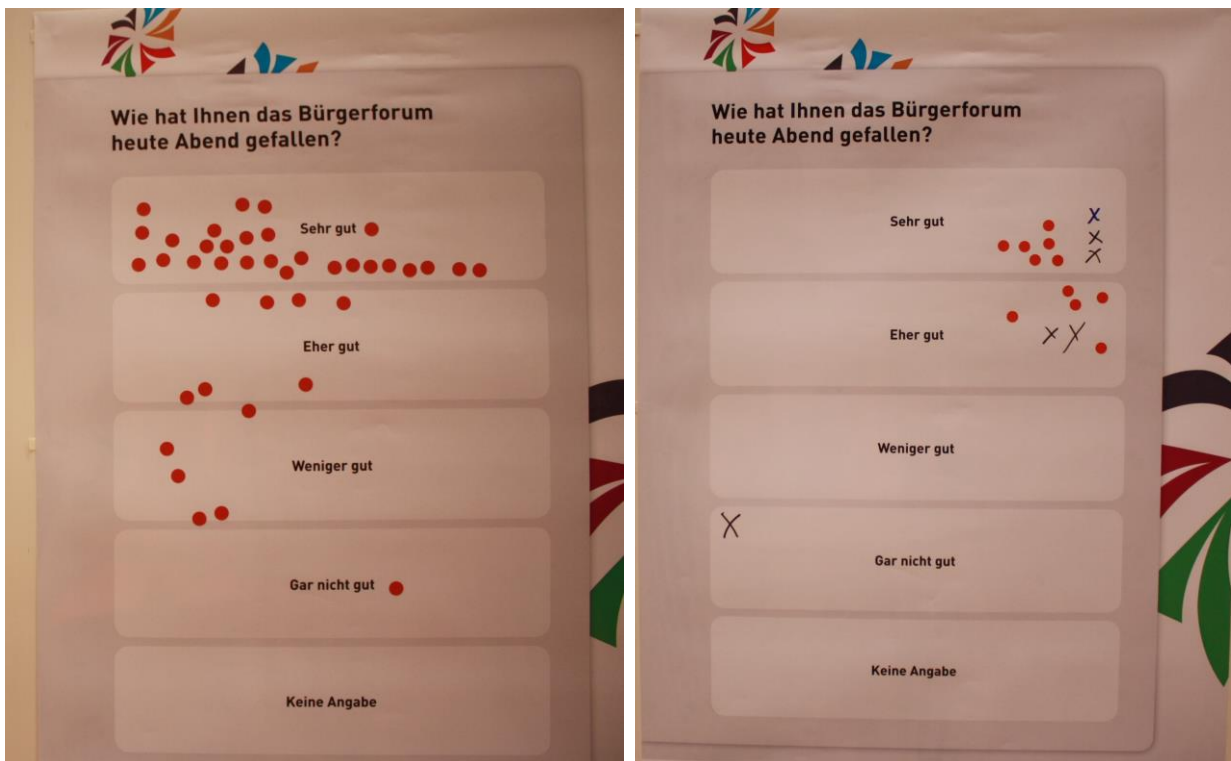 Wie hat Ihnen das Bürgerforum
heute Abend gefallen?
Sehr gut
Eher gut
Weniger gut
Gar nicht gut
Keine Angabe
Wie hat Ihnen das Bürgerforum
heute Abend gefallen?
Sehr gut
Eher gut
Weniger gut
Gar nicht gut
Keine Angabe